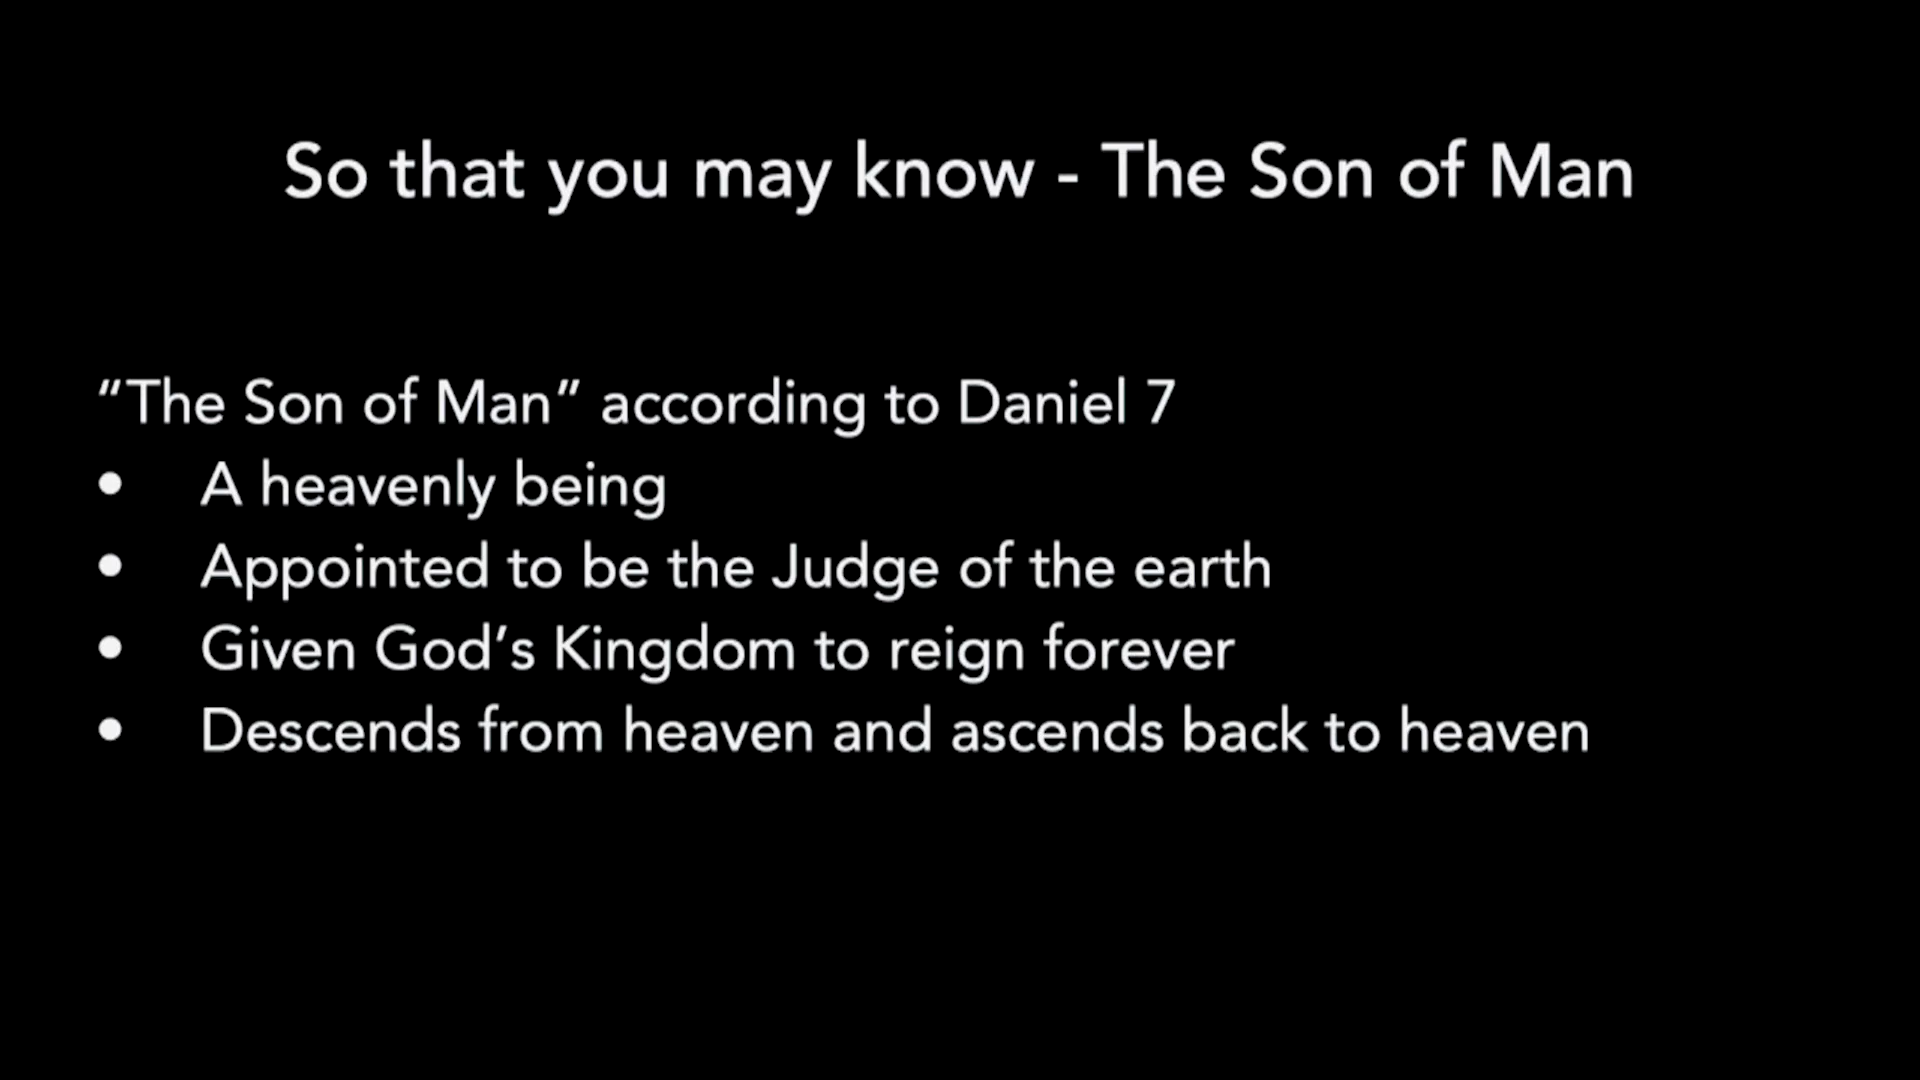 So that you may know - The Son of Man
“The Son of Man” according to Daniel 7
• A heavenly being
• Appointed to be the Judge of the earth
• Given God’s Kingdom to reign forever
• Descends from heaven and ascends back to heaven